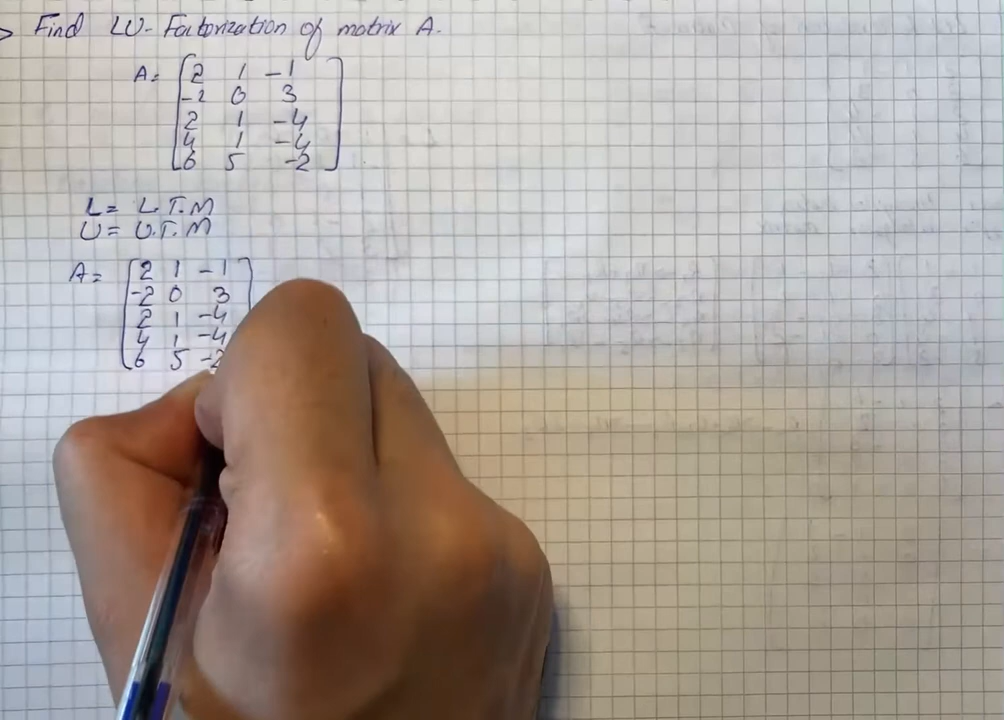 > Find LU-Factorization of matrix A.
A= [2 1 -1
-2 0 3
2 1 -4
4 1 -4
6 5 -2]
L= L.T.M
U= U.T.M
A= [2 1 -1
-2 0 3
2 1 -4
4 1 -4
6 5 -2